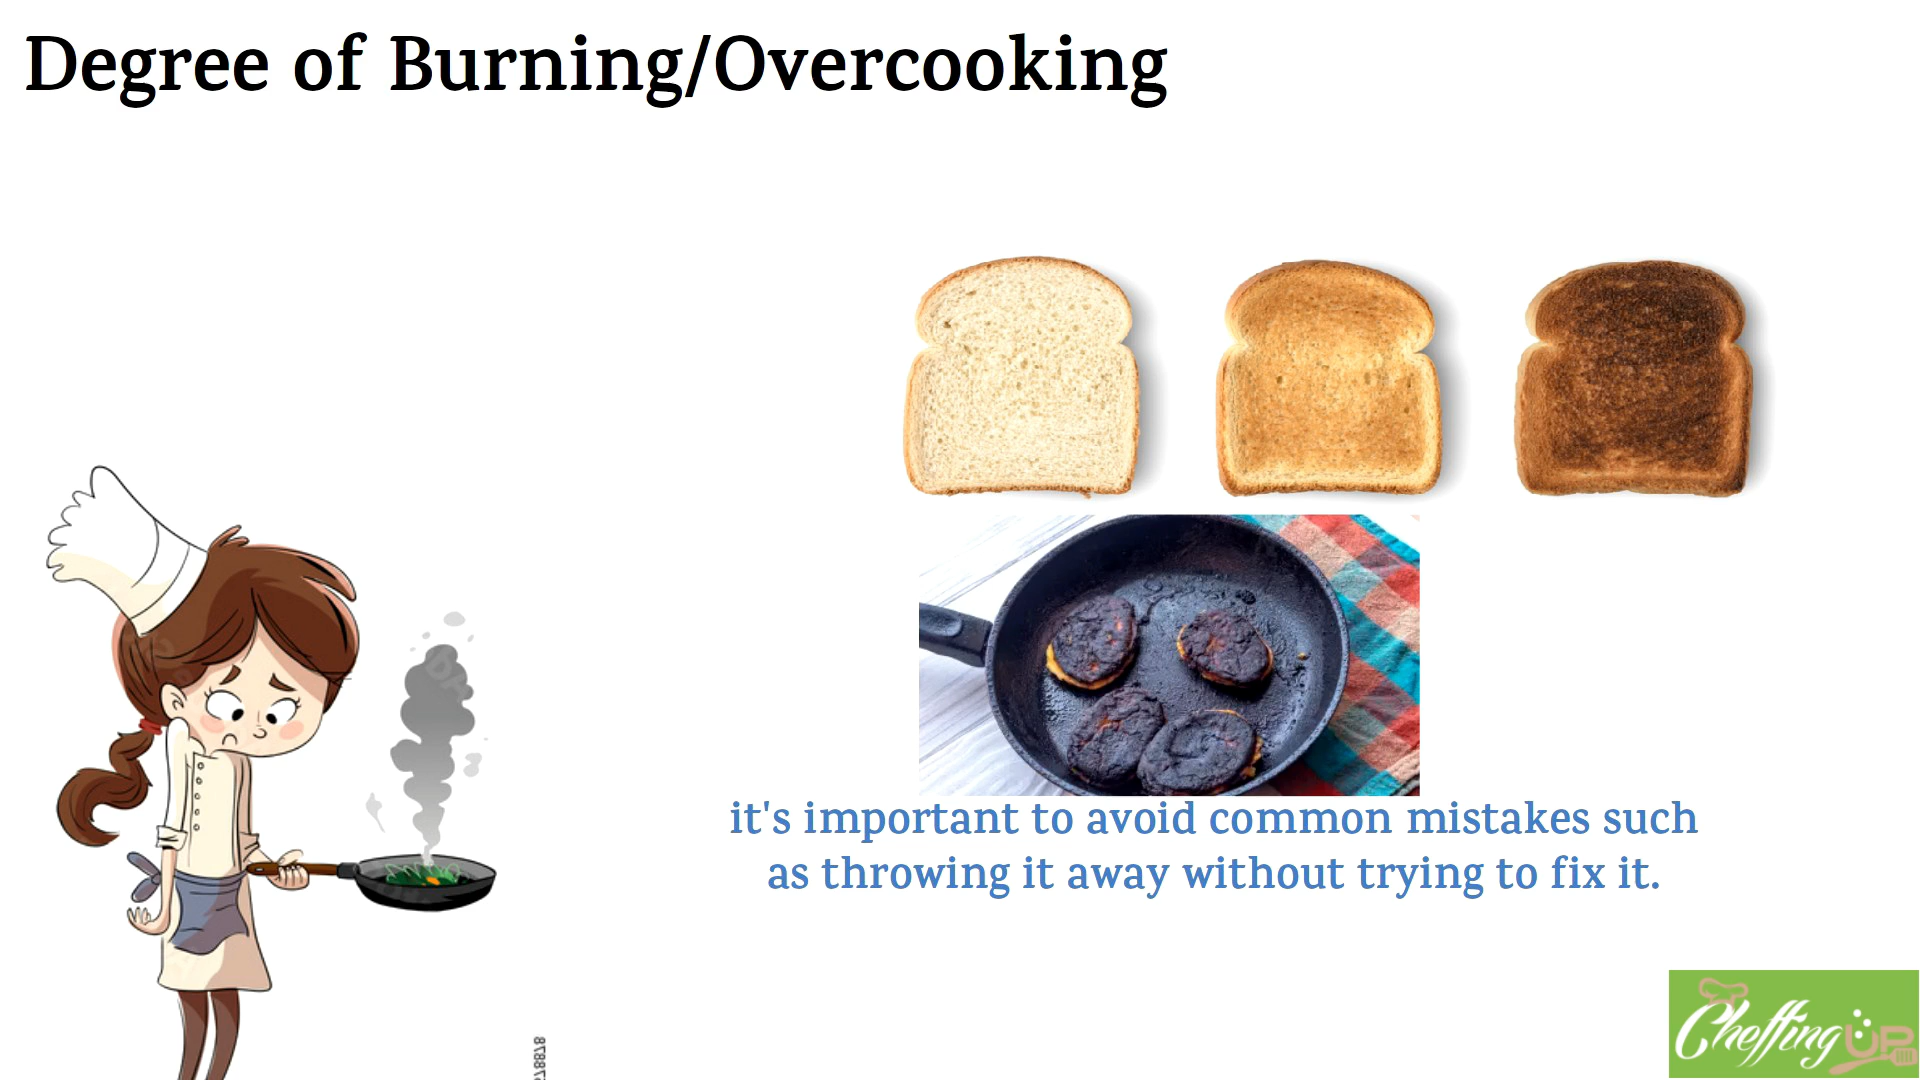 Degree of Burning/Overcooking
it's important to avoid common mistakes such
as throwing it away without trying to fix it.
Cheffing UP